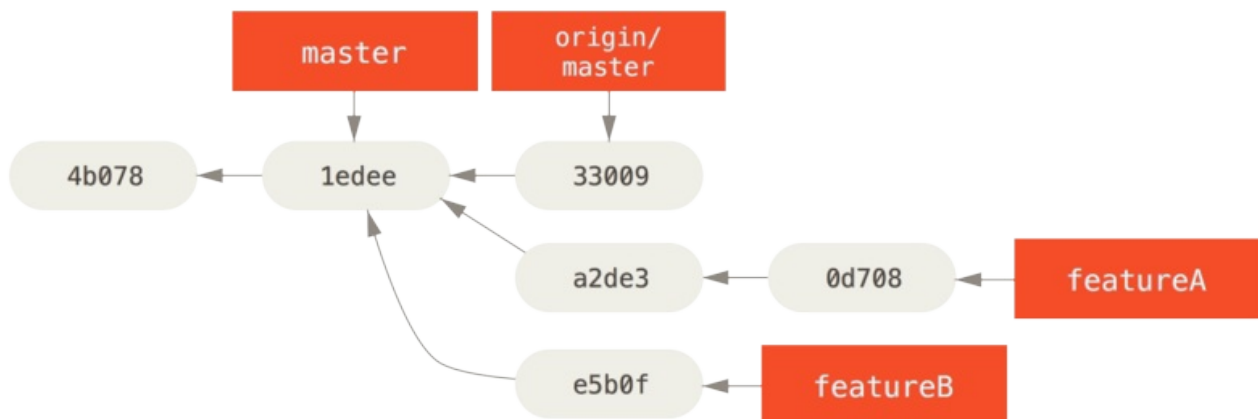 master
origin/
master
4b078
1edee
33009
a2de3
0d708
featureA
e5b0f
featureB